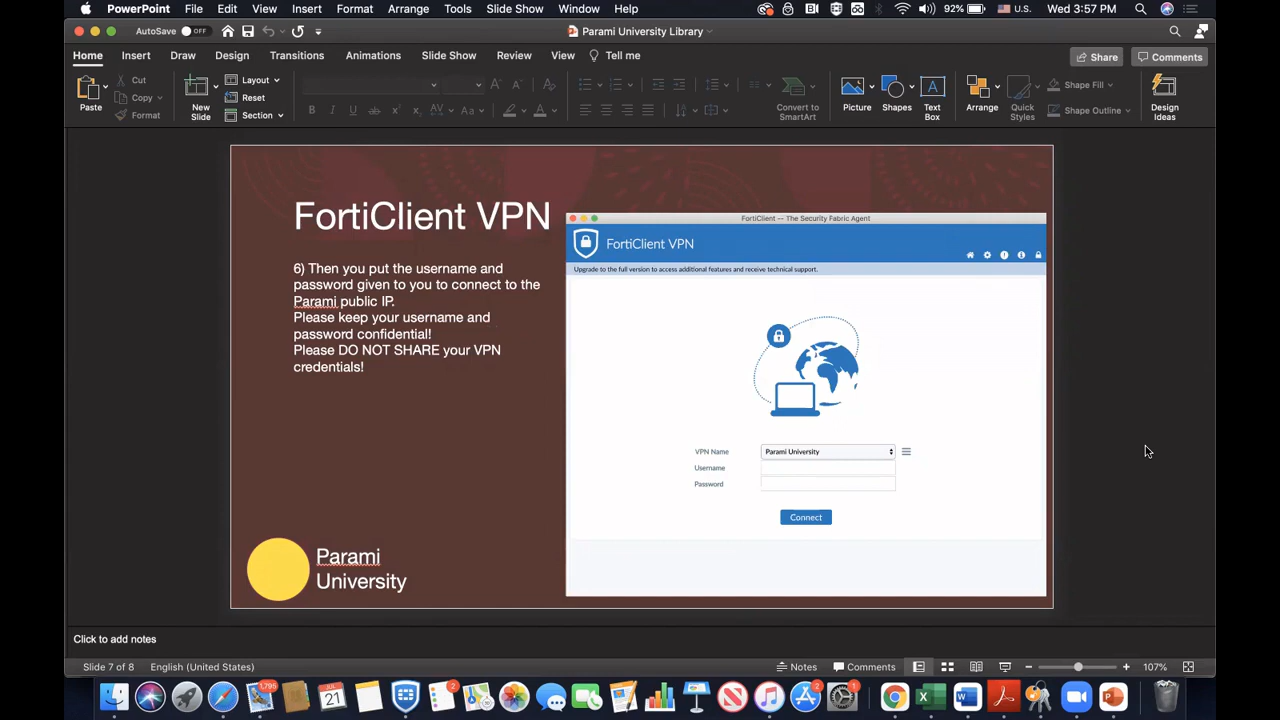 PowerPoint File Edit View Insert Format Arrange Tools Slide Show Window Help 92% U.S. Wed 3:57 PM
AutoSave OFF Parami University Library
Home Insert Draw Design Transitions Animations Slide Show Review View Tell me Share Comments
Paste Cut Copy Format
New Slide Layout Reset Section
B I U
Convert to SmartArt
Picture Shapes Text Box
Arrange Quick Styles Shape Fill Shape Outline
Design Ideas
FortiClient VPN
6) Then you put the username and
password given to you to connect to the
Parami public IP.
Please keep your username and
password confidential!
Please DO NOT SHARE your VPN
credentials!
Parami
University
FortiClient -- The Security Fabric Agent
FortiClient VPN
Upgrade to the full version to access additional features and receive technical support.
VPN Name Parami University
Username
Password
Connect
Click to add notes
Slide 7 of 8 English (United States) Notes Comments 107%
1,795 JUL 21 2 2 1